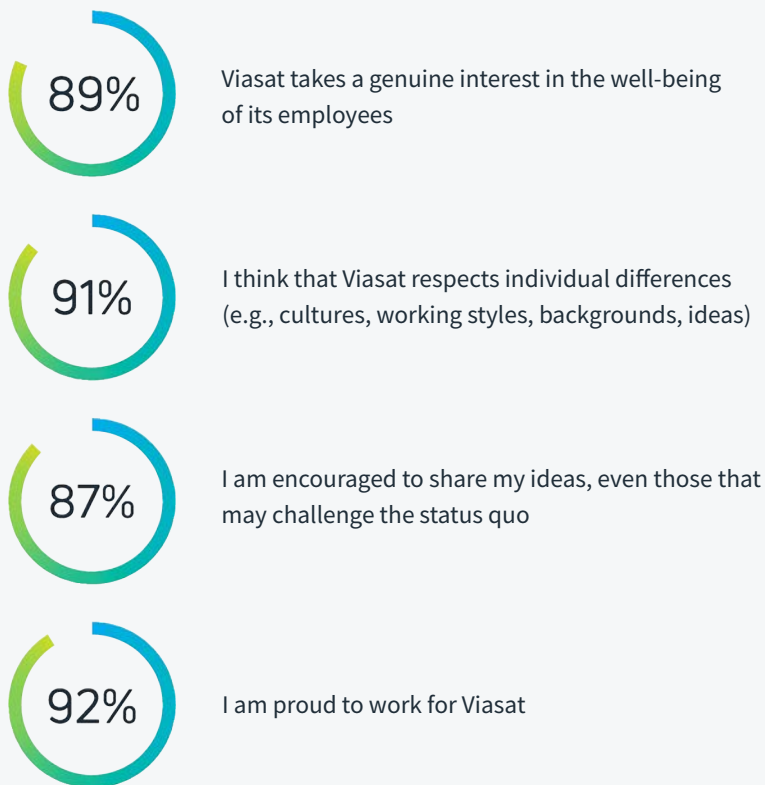 89%
Viasat takes a genuine interest in the well-being
of its employees
91%
I think that Viasat respects individual differences
(e.g., cultures, working styles, backgrounds, ideas)
87%
I am encouraged to share my ideas, even those that
may challenge the status quo
92%
I am proud to work for Viasat